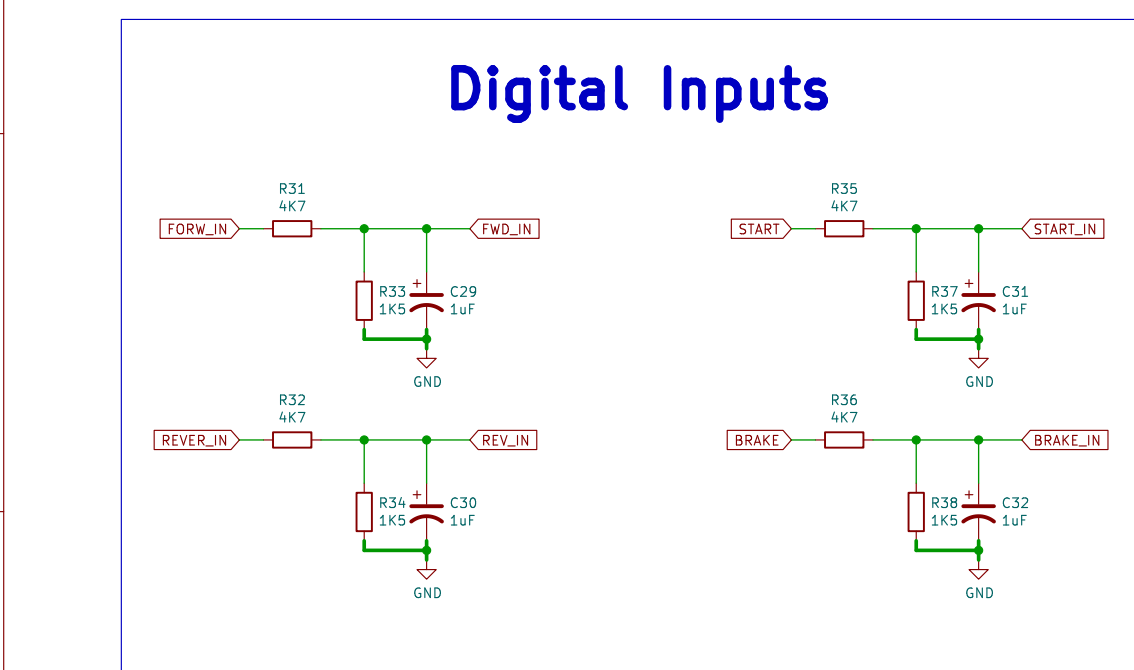 Digital Inputs
R31
4K7
FORW_IN
FWD_IN
R33
1K5
+
C29
1uF
GND
R35
4K7
START
START_IN
R37
1K5
+
C31
1uF
GND
R32
4K7
REVER_IN
REV_IN
R34
1K5
+
C30
1uF
GND
R36
4K7
BRAKE
BRAKE_IN
R38
1K5
+
C32
1uF
GND